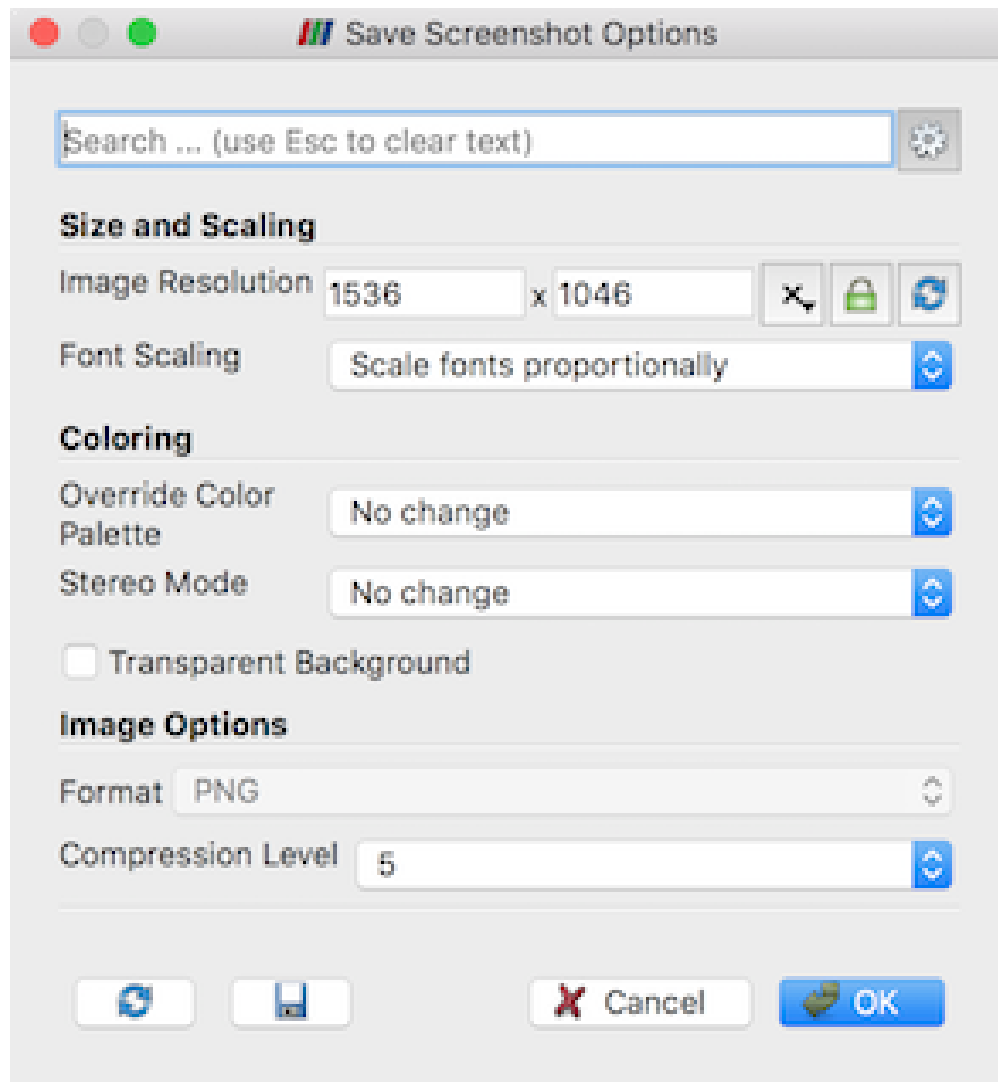 Save Screenshot Options
Search ... (use Esc to clear text)
Size and Scaling
Image Resolution 1536 x 1046
Font Scaling Scale fonts proportionally
Coloring
Override Color
Palette No change
Stereo Mode No change
Transparent Background
Image Options
Format PNG
Compression Level 5
Cancel OK